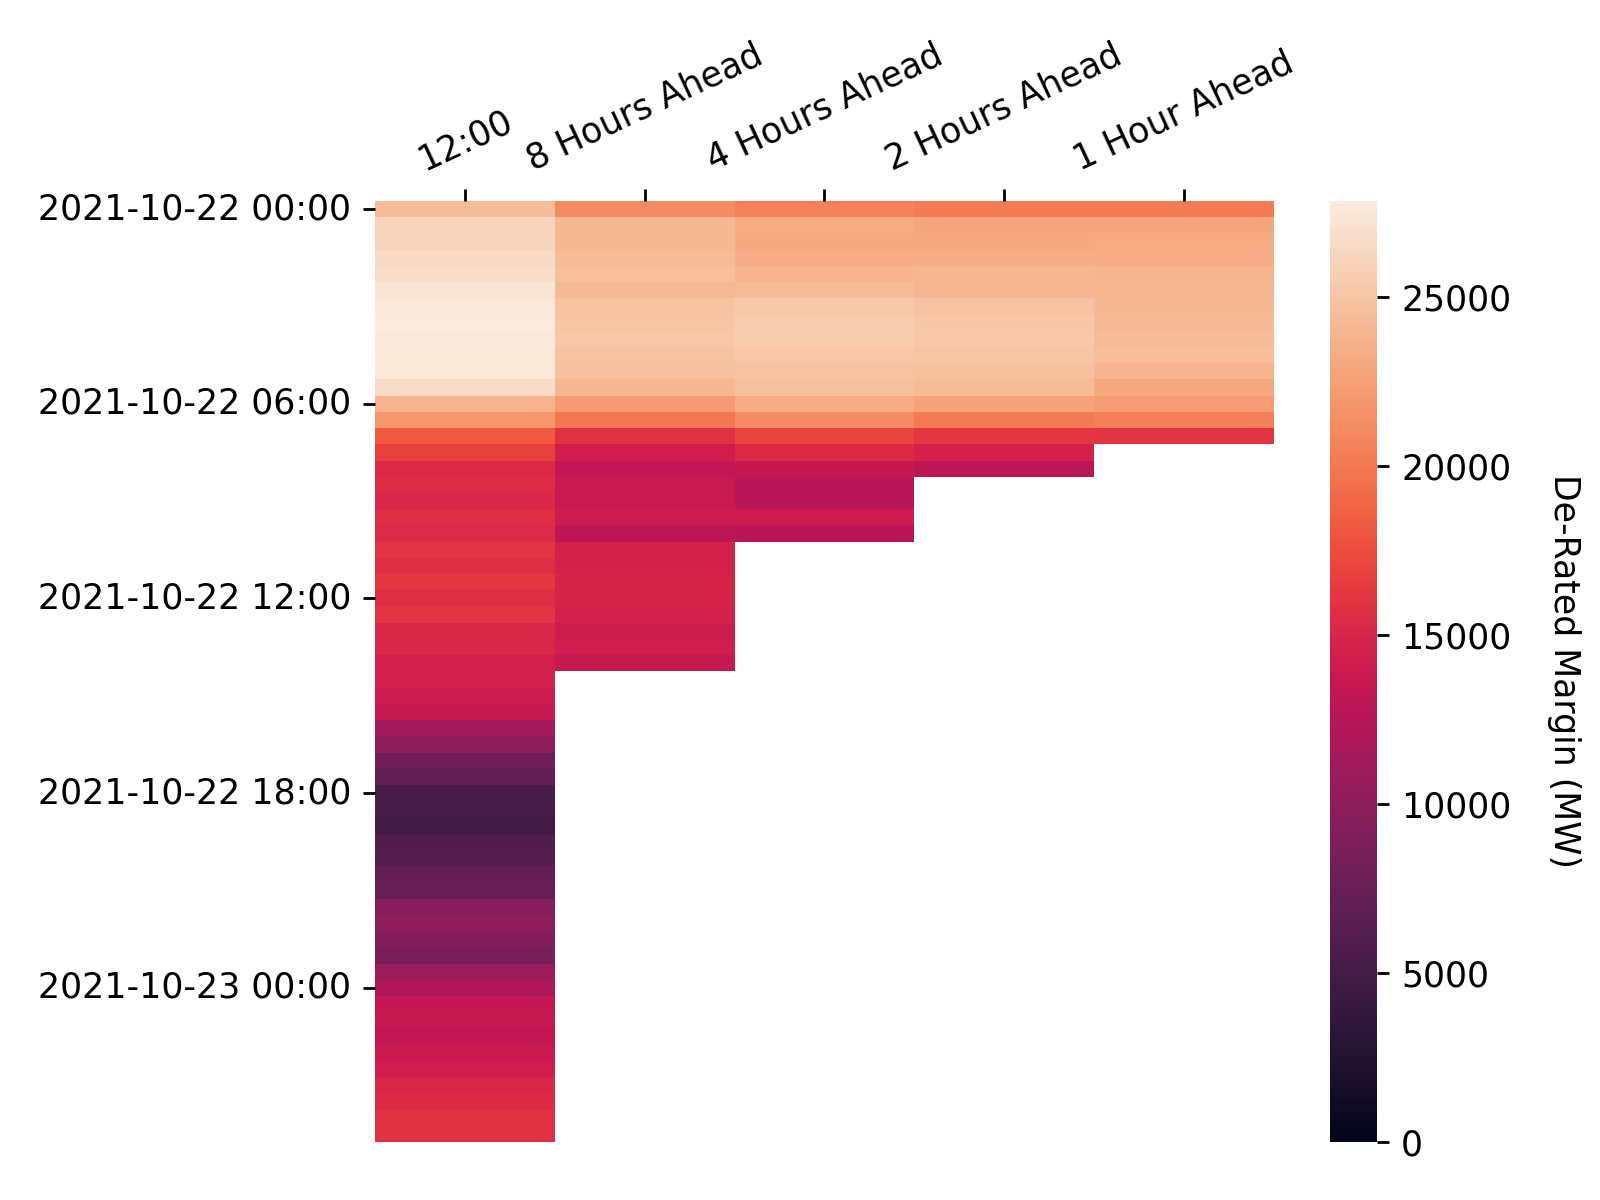 12:00
8 Hours Ahead
4 Hours Ahead
2 Hours Ahead
1 Hour Ahead
2021-10-22 00:00
2021-10-22 06:00
2021-10-22 12:00
2021-10-22 18:00
2021-10-23 00:00
25000
20000
15000
10000
5000
0
De-Rated Margin (MW)